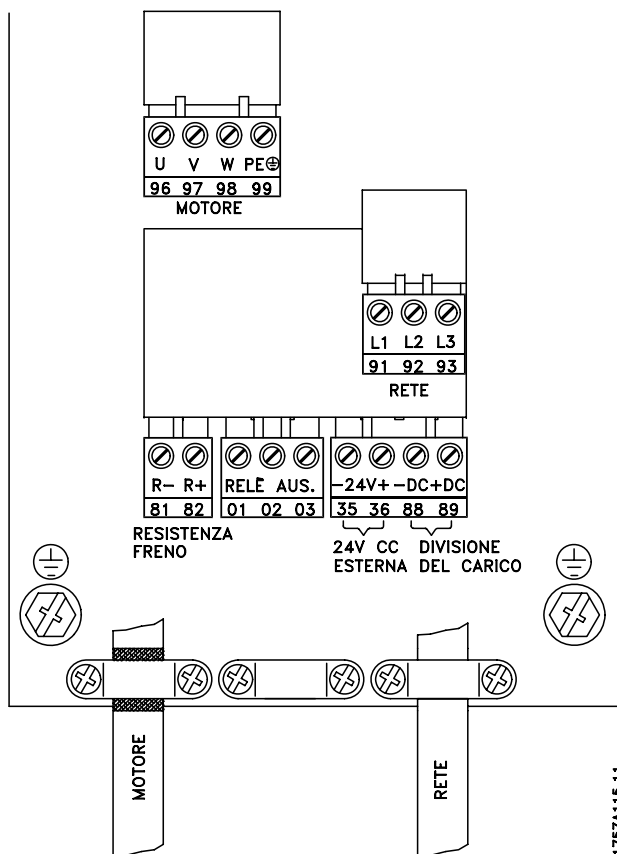 U V W PE
96 97 98 99
MOTORE
L1 L2 L3
91 92 93
RETE
R- R+
81 82
RESISTENZA
FRENO
RELÈ AUS.
01 02 03
-24V+ -DC+DC
35 36 88 89
24V CC
ESTERNA
DIVISIONE
DEL CARICO
MOTORE
RETE